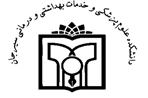 دانشکده علوم پزشکی و خدمات بهداشتی و درمانی سیرجان